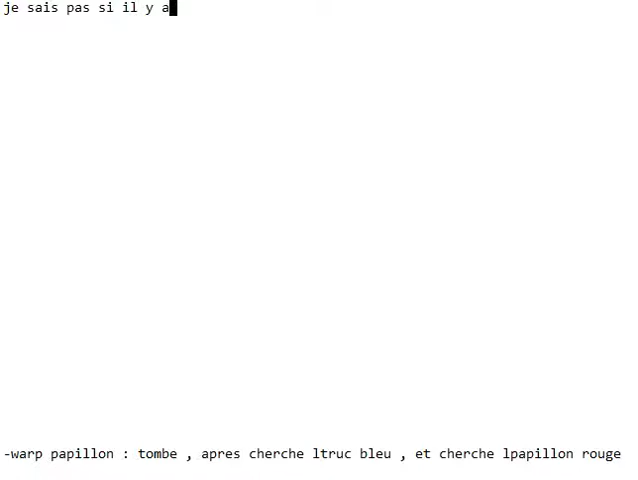 je sais pas si il y a
-warp papillon : tombe , apres cherche ltruc bleu , et cherche lpapillon rouge